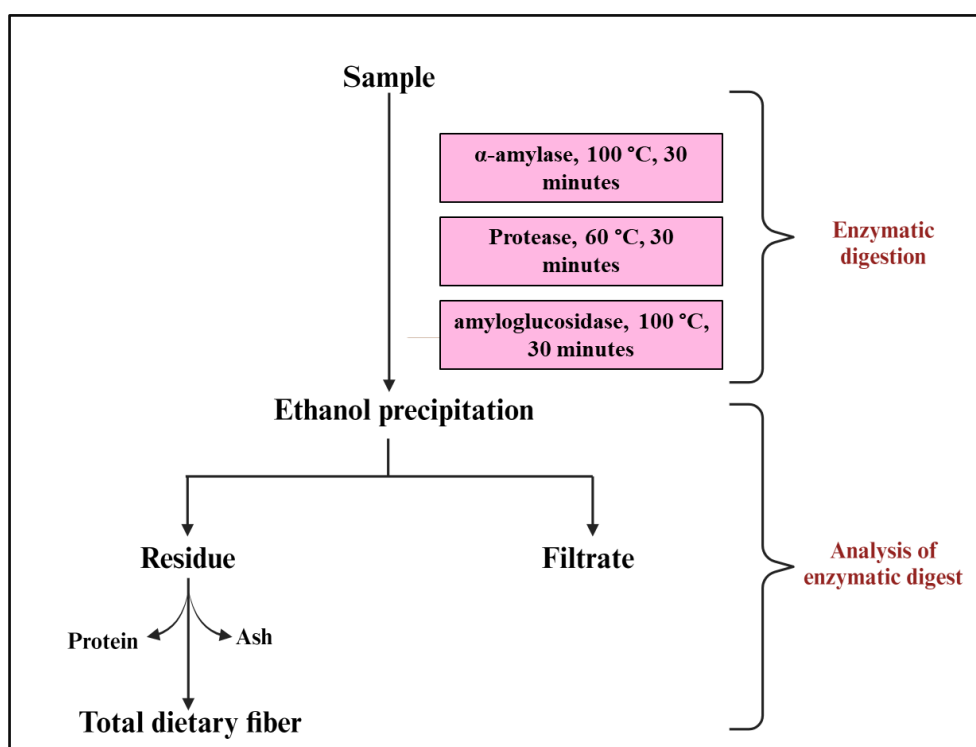 Sample
α-amylase, 100 °C, 30
minutes
Protease, 60 °C, 30
minutes
amyloglucosidase, 100 °C,
30 minutes
Enzymatic
digestion
Ethanol precipitation
Residue
Filtrate
Analysis of
enzymatic digest
Protein
Ash
Total dietary fiber